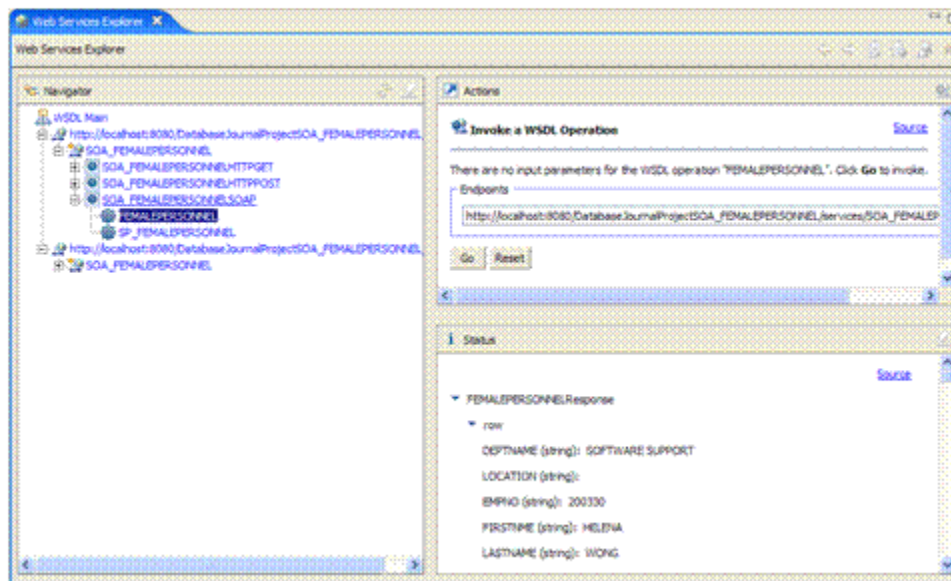 Web Services Explorer
Web Services Explorer
Navigator
WSDL Main
http://localhost:8080/DatabaseJournalProjectSOA_FEMALEPERSONNEL
SOA_FEMALEPERSONNEL
SOA_FEMALEPERSONNELHTTPGET
SOA_FEMALEPERSONNELHTTPPOST
SOA_FEMALEPERSONNELSOAP
FEMALEPERSONNEL
SP_FEMALEPERSONNEL
http://localhost:8080/DatabaseJournalProjectSOA_FEMALEPERSONNEL
SOA_FEMALEPERSONNEL
Actions
Invoke a WSDL Operation
Source
There are no input parameters for the WSDL operation "FEMALEPERSONNEL". Click Go to invoke.
Endpoints
http://localhost:8080/DatabaseJournalProjectSOA_FEMALEPERSONNEL/services/SOA_FEMALEP
Go Reset
Status
Source
FEMALEPERSONNELResponse
row
DEPTNAME (string): SOFTWARE SUPPORT
LOCATION (string):
EMPNO (string): 200330
FIRSTNME (string): HELENA
LASTNAME (string): WONG